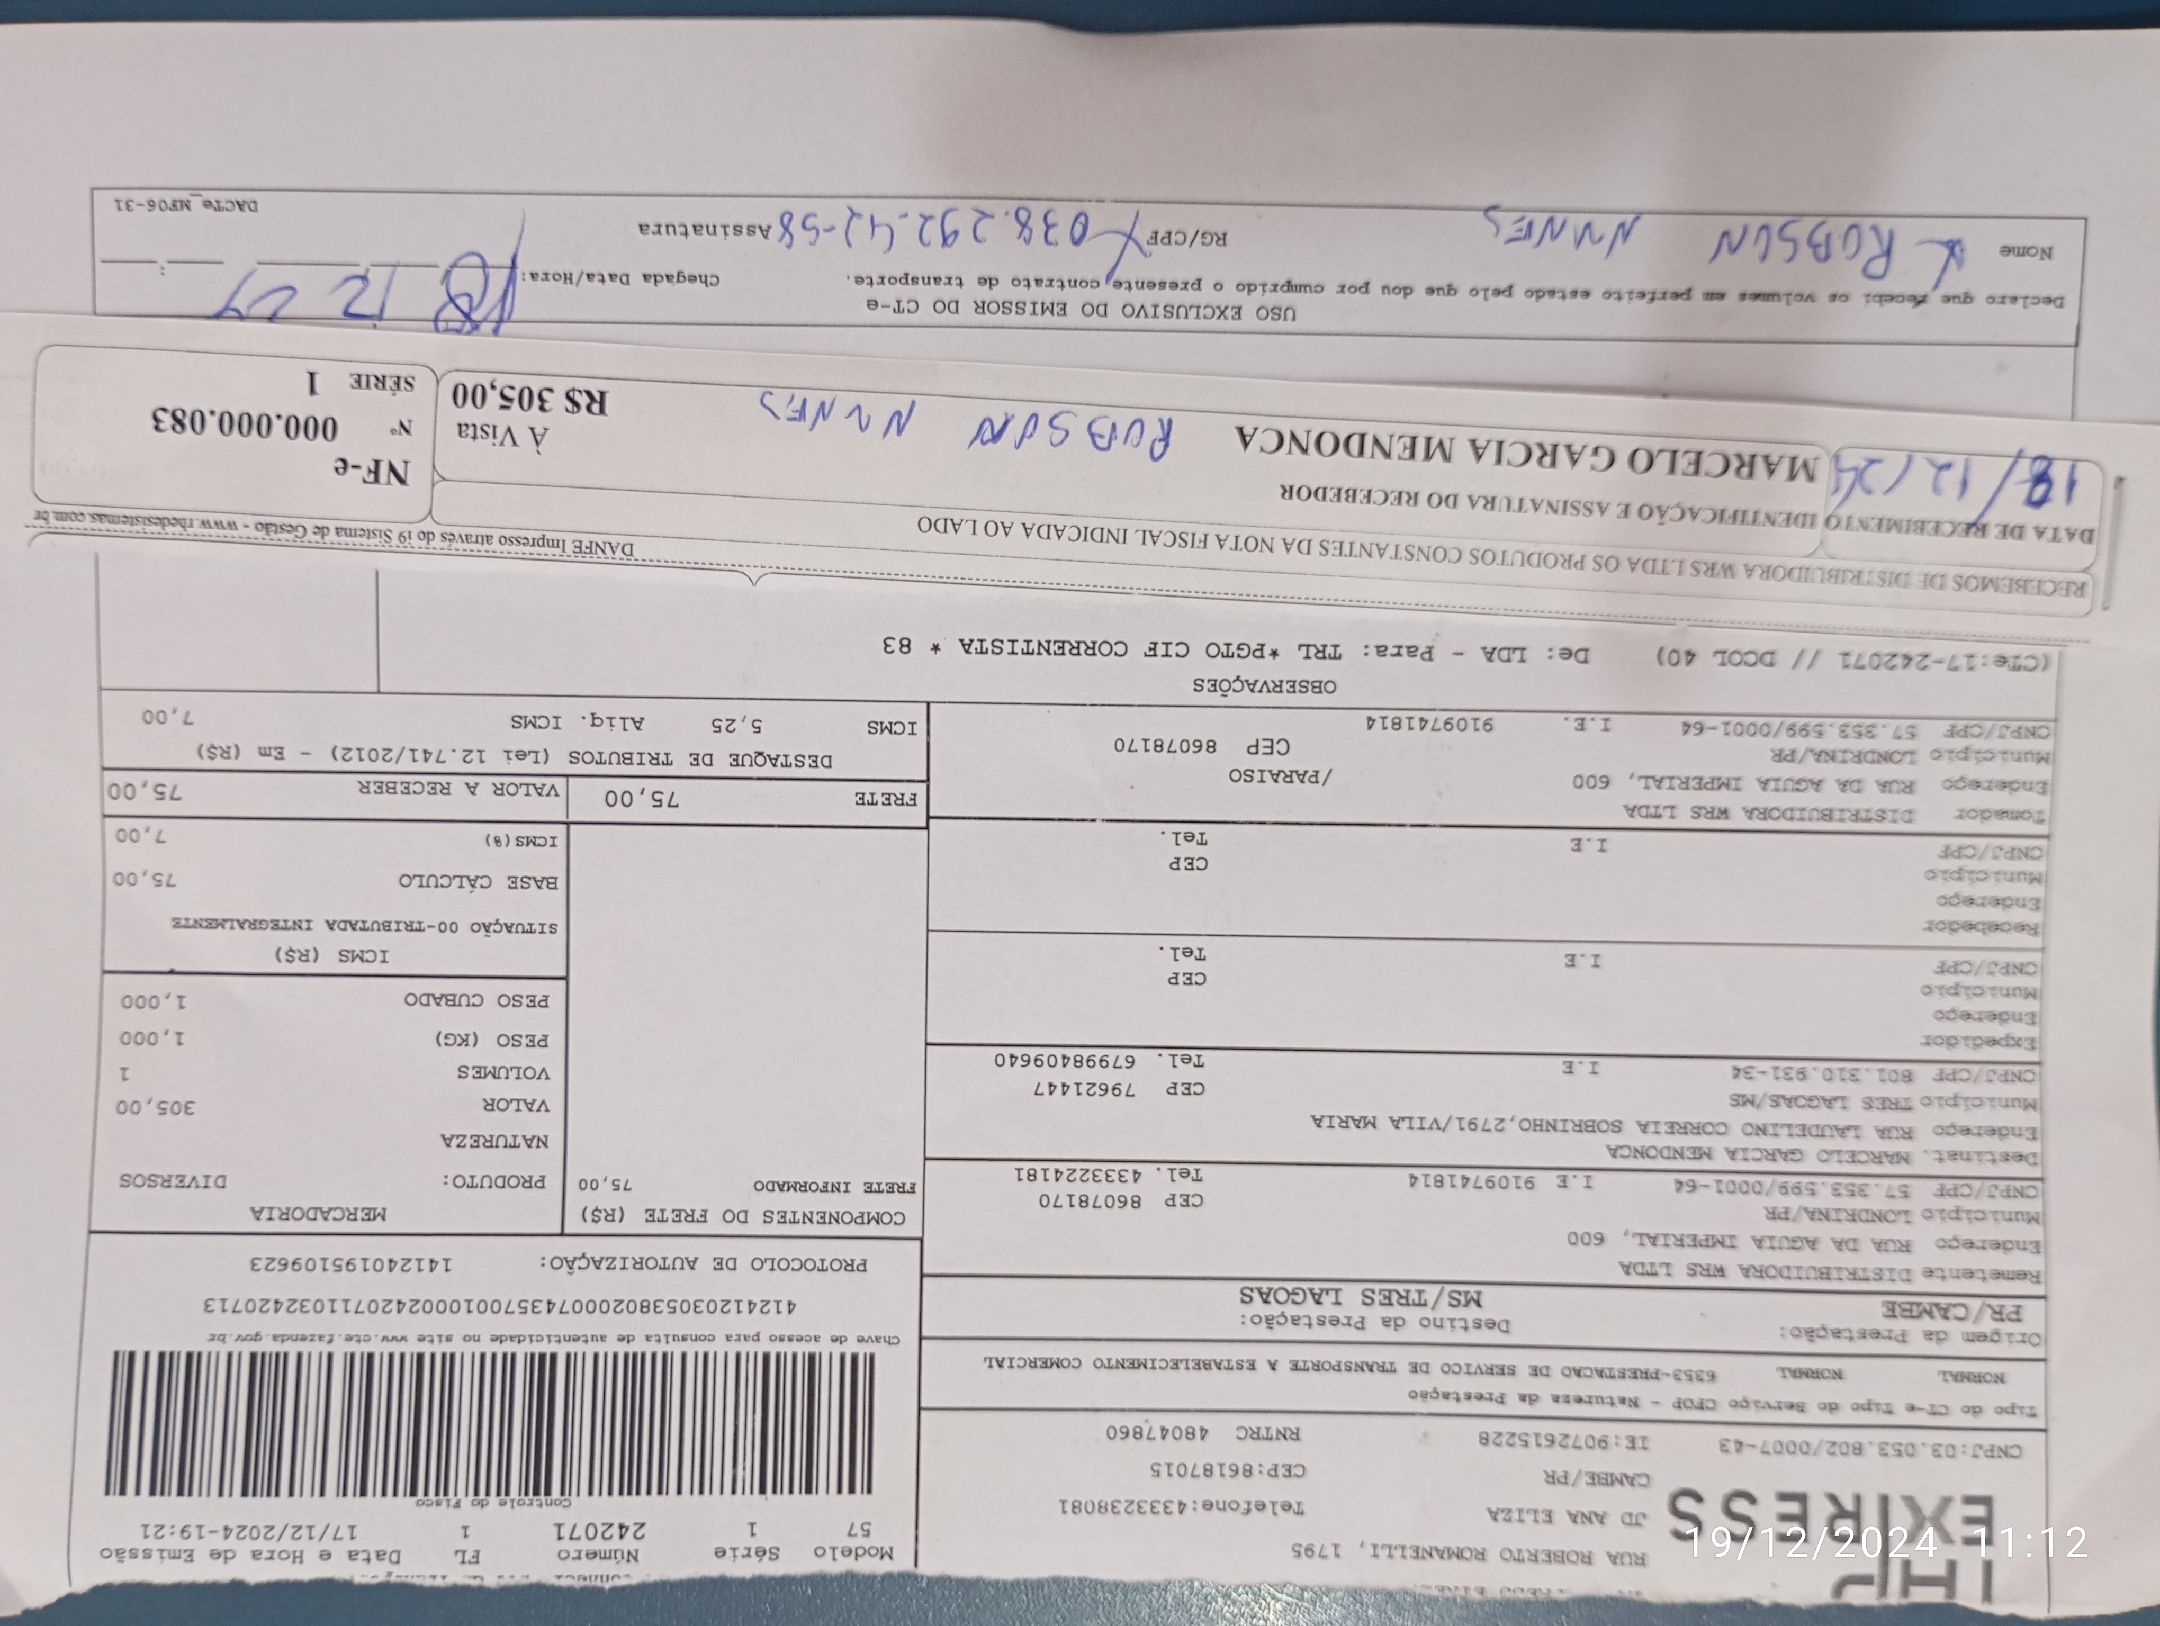 EXIRESS
RUA ROBERTO ROMANELLI, 1795
JD ANA ELIZA Telefone:4333238081
CAMBE/PR CEP:86187015
CNPJ:03.053.802/0007-43 IE:9072615228 RNTRC 48047860
Tipo do CT-e Tipo do Serviço CFOP - Natureza da Prestação
NORMAL NORMAL 6353-PRESTACAO DE SERVICO DE TRANSPORTE A ESTABELECIMENTO COMERCIAL
Origem da Prestação: Destino da Prestação:
PR/CAMBE MS/TRES LAGOAS
Modelo Série Número FL Data e Hora de Emissão
57 1 242071 1 17/12/2024-19:21
Controle do Fisco
Chave de acesso para consulta de autenticidade no site www.cte.fazenda.gov.br
41241203053802000743570010002420711032420713
PROTOCOLO DE AUTORIZAÇÃO: 141240195109623
Remetente DISTRIBUIDORA WRS LTDA
Endereço RUA DA AGUIA IMPERIAL, 600
Município LONDRINA/PR CEP 86078170
CNPJ/CPF 57.353.599/0001-64 I.E 9109741814 Tel. 4333224181
Destinat. MARCELO GARCIA MENDONCA
Endereço RUA LAUDELINO CORREIA SOBRINHO,2791/VILA MARIA
Município TRES LAGOAS/MS CEP 79621447
CNPJ/CPF 801.310.931-34 I.E Tel. 67998409640
Expedidor
Endereço
Município CEP
CNPJ/CPF I.E Tel.
Recebedor
Endereço
Município CEP
CNPJ/CPF I.E Tel.
Tomador DISTRIBUIDORA WRS LTDA
Endereço RUA DA AGUIA IMPERIAL, 600 /PARAISO
Município LONDRINA/PR CEP 86078170
CNPJ/CPF 57.353.599/0001-64 I.E. 9109741814
COMPONENTES DO FRETE (R$)
FRETE INFORMADO 75,00
MERCADORIA
PRODUTO: DIVERSOS
NATUREZA
VALOR 305,00
VOLUMES 1
PESO (KG) 1,000
PESO CUBADO 1,000
ICMS (R$)
SITUAÇÃO 00-TRIBUTADA INTEGRALMENTE
BASE CÁLCULO 75,00
ICMS(%) 7,00
FRETE 75,00 VALOR A RECEBER 75,00
DESTAQUE DE TRIBUTOS (Lei 12.741/2012) - Em (R$)
ICMS 5,25 Aliq. ICMS 7,00
OBSERVAÇÕES
(CTe:17-242071 // DCOL 40) De: LDA - Para: TRL *PGTO CIF CORRENTISTA * 83
RECEBEMOS DE DISTRIBUIDORA WRS LTDA OS PRODUTOS CONSTANTES DA NOTA FISCAL INDICADA AO LADO
DANFE Impresso através do i9 Sistema de Gestão - www.rhedesistemas.com.br
DATA DE RECEBIMENTO IDENTIFICAÇÃO E ASSINATURA DO RECEBEDOR
18/12/24 MARCELO GARCIA MENDONCA ROBSON NUNES
À Vista
R$ 305,00
NF-e
Nº 000.000.083
SÉRIE 1
USO EXCLUSIVO DO EMISSOR DO CT-e
Declaro que recebi os volumes em perfeito estado pelo que dou por cumprido o presente contrato de transporte.
Chegada Data/Hora: 18 12 24
Nome ROBSON NUNES RG/CPF 038.292.42-58 Assinatura
DACTe_MF06-31
19/12/2024 11:12